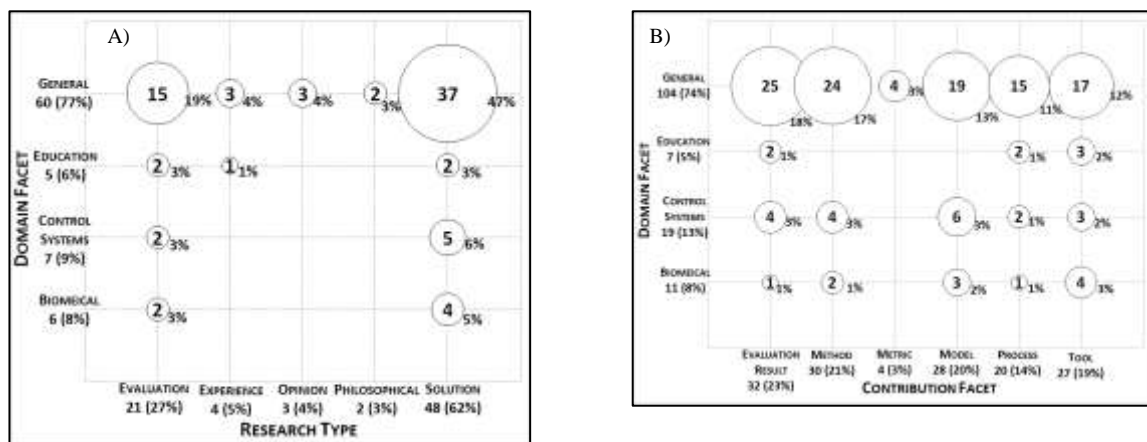 A)
GENERAL
60 (77%)
15 19% 3 4% 3 4% 2 3% 37 47%
EDUCATION
5 (6%)
2 3% 1 1% 2 3%
CONTROL
SYSTEMS
7 (9%)
2 3% 5 6%
BIOMEICAL
6 (8%)
2 3% 4 5%
DOMAIN FACET
EVALUATION EXPERIENCE OPINION PHILOSOPHICAL SOLUTION
21 (27%) 4 (5%) 3 (4%) 2 (3%) 48 (62%)
RESEARCH TYPE
B)
GENERAL
104 (74%)
25 18% 24 17% 4 3% 19 13% 15 11% 17 12%
EDUCATION
7 (5%)
2 1% 2 1% 3 2%
CONTROL
SYSTEMS
19 (13%)
4 3% 4 3% 6 3% 2 1% 3 2%
BIOMEICAL
11 (8%)
1 1% 2 1% 3 2% 1 1% 4 3%
DOMAIN FACET
EVALUATION METHOD METRIC MODEL PROCESS TOOL
RESULT 30 (21%) 4 (3%) 28 (20%) 20 (14%) 27 (19%)
32 (23%)
CONTRIBUTION FACET